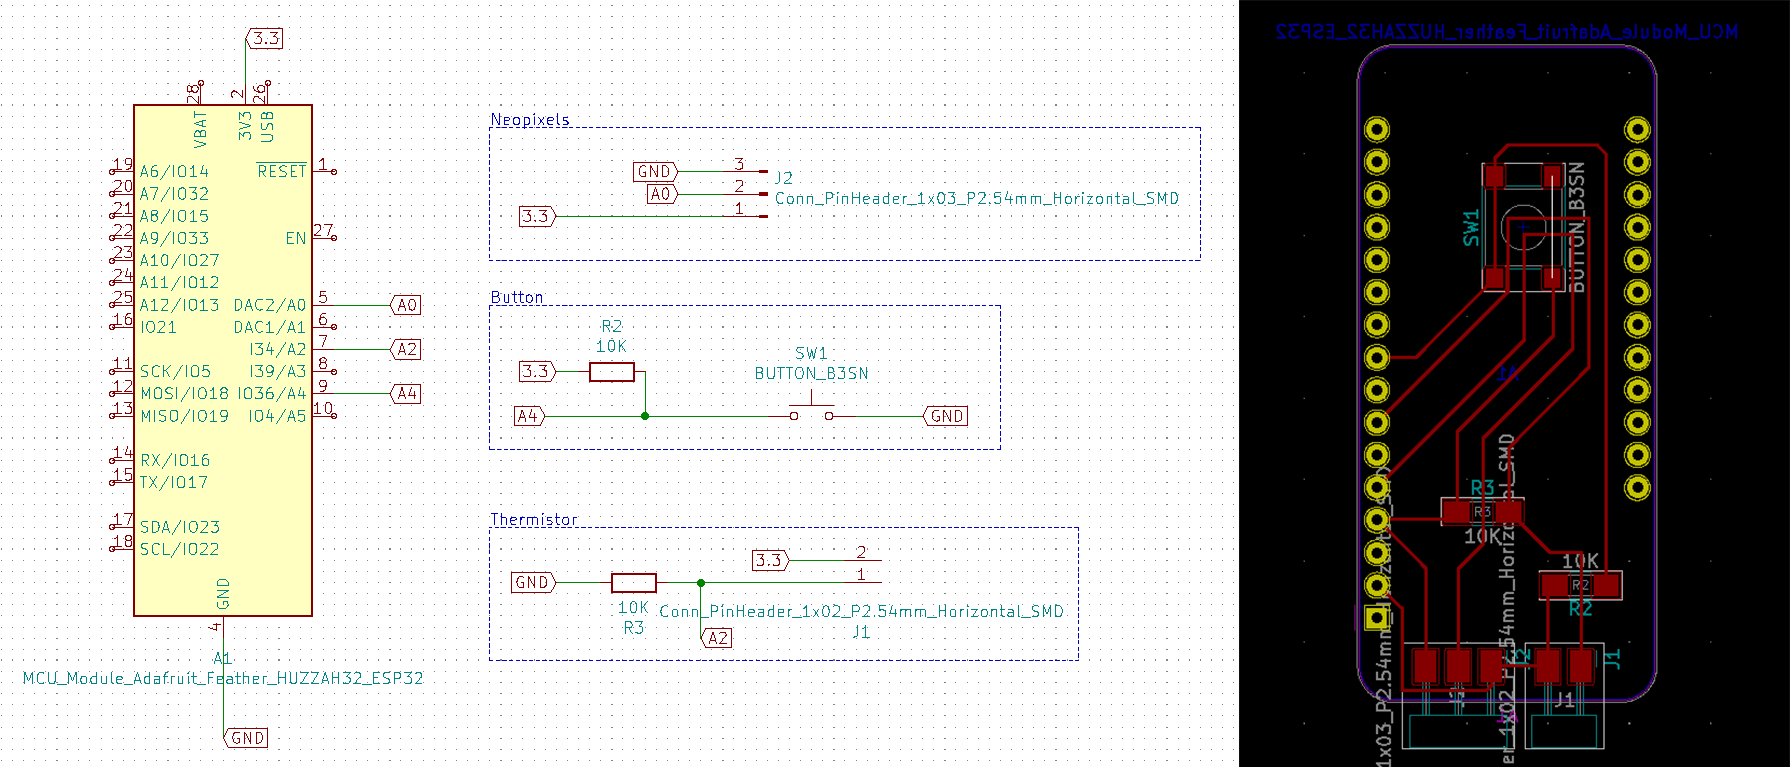 3.3
28
2
26
VBAT
3V3
USB
19 A6/IO14
RESET 1
20 A7/IO32
21 A8/IO15
22 A9/IO33
EN 27
23 A10/IO27
24 A11/IO12
25 A12/IO13
DAC2/A0 5 A0
16 IO21
DAC1/A1 6
I34/A2 7 A2
11 SCK/IO5
I39/A3 8
12 MOSI/IO18
IO36/A4 9 A4
13 MISO/IO19
IO4/A5 10
14 RX/IO16
15 TX/IO17
17 SDA/IO23
18 SCL/IO22
GND
4
A1
MCU_Module_Adafruit_Feather_HUZZAH32_ESP32
GND
Neopixels
GND 3
J2
A0 2
Conn_PinHeader_1x03_P2.54mm_Horizontal_SMD
3.3 1
Button
R2
10K
SW1
3.3
BUTTON_B3SN
A4
GND
Thermistor
3.3 2
GND
1
10K
Conn_PinHeader_1x02_P2.54mm_Horizontal_SMD
R3
A2
J1
MCU_Module_Adafruit_Feather_HUZZAH32_ESP32
SW1
BUTTON_B3SN
A1
R3
R3
10K
10K
R2
R2
J2
J1
J1
1x03_P2.54mm_Horizontal_SMD
er_1x02_P2.54mm_Horizontal_SMD